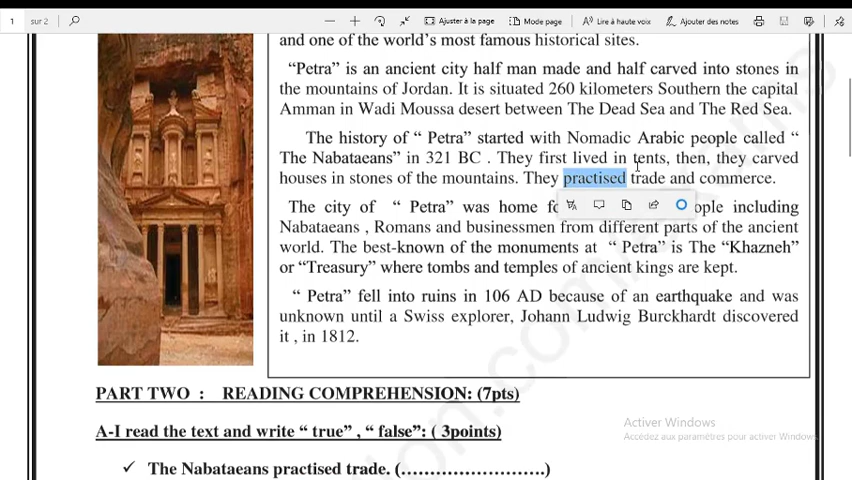 1 sur 2 Ajuster à la page Mode page Lire à haute voix Ajouter des notes
and one of the world's most famous historical sites.
"Petra" is an ancient city half man made and half carved into stones in
the mountains of Jordan. It is situated 260 kilometers Southern the capital
Amman in Wadi Moussa desert between The Dead Sea and The Red Sea.
The history of " Petra" started with Nomadic Arabic people called "
The Nabataeans" in 321 BC . They first lived in tents, then, they carved
houses in stones of the mountains. They practised trade and commerce.
The city of " Petra" was home including
Nabataeans , Romans and businessmen from different parts of the ancient
world. The best-known of the monuments at " Petra" is The "Khazneh"
or "Treasury" where tombs and temples of ancient kings are kept.
" Petra" fell into ruins in 106 AD because of an earthquake and was
unknown until a Swiss explorer, Johann Ludwig Burckhardt discovered
it , in 1812.
PART TWO : READING COMPREHENSION: (7pts)
Activer Windows
Accédez aux paramètres pour activer Windows.
A-I read the text and write " true" , " false": ( 3points)
✓ The Nabataeans practised trade. (........................)